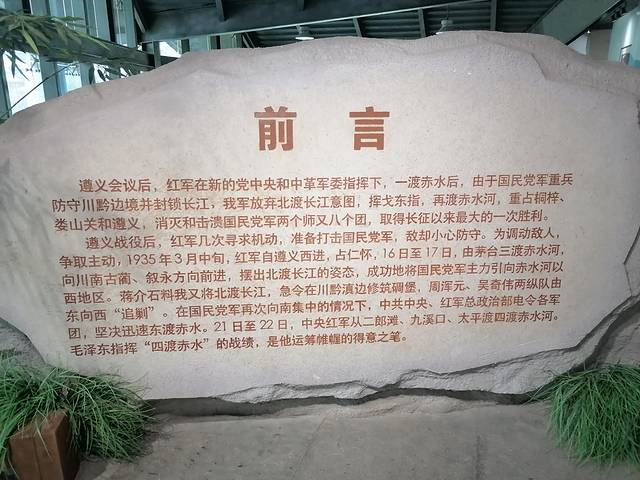 前言
遵义会议后，红军在新的党中央和中革军委指挥下，一渡赤水后，由于国民党军重兵
防守川黔边境并封锁长江，我军放弃北渡长江意图，挥戈东指，再渡赤水河，重占桐梓、
娄山关和遵义，消灭和击溃国民党军两个师又八个团，取得长征以来最大的一次胜利。
遵义战役后，红军几次寻求机动，准备打击国民党军，敌却小心防守。为调动敌人，
争取主动，1935年3月中旬，红军自遵义西进，占仁怀，16日至17日，由茅台三渡赤水河，
向川南古蔺、叙永方向前进，摆出北渡长江的姿态，成功地将国民党军主力引向赤水河以
西地区。蒋介石料我又将北渡长江，急令在川黔滇边修筑碉堡，周浑元、吴奇伟两纵队由
东向西“追剿”。在国民党军再次向南集中的情况下，中共中央、红军总政治部电令各军
团，坚决迅速东渡赤水。21日至22日，中央红军从二郎滩、九溪口、太平渡四渡赤水河。
毛泽东指挥“四渡赤水”的战绩，是他运筹帷幄的得意之笔。